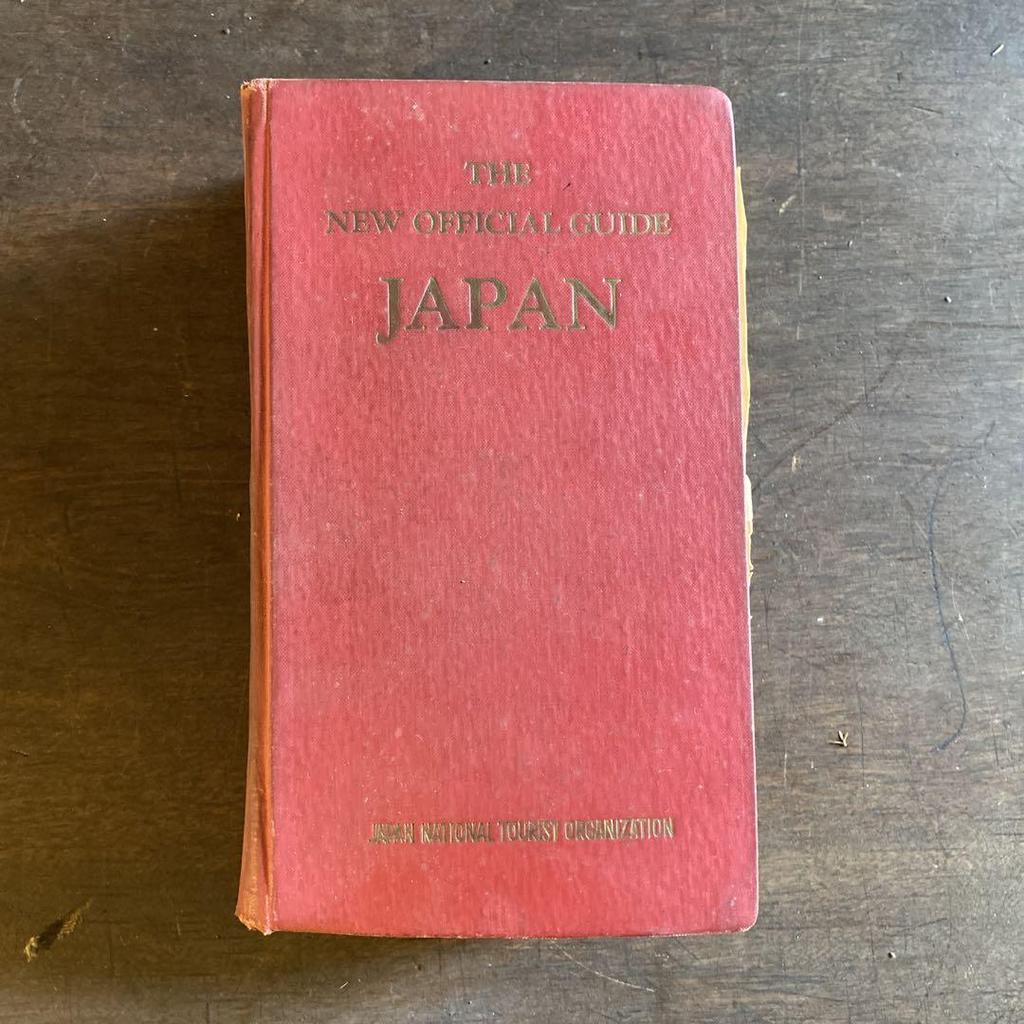 THE
NEW OFFICIAL GUIDE
JAPAN
JAPAN NATIONAL TOURIST ORGANIZATION